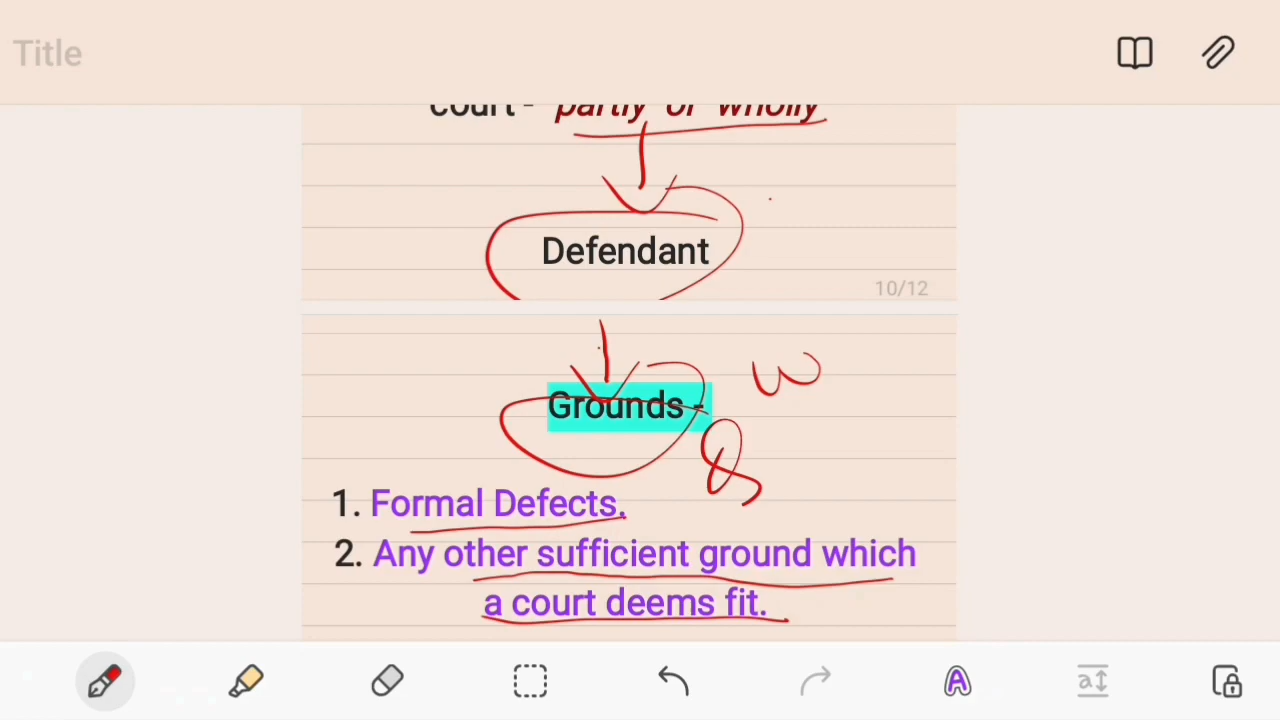 Title
court - partly or wholly
Defendant
10/12
Grounds -
W
&
1. Formal Defects.
2. Any other sufficient ground which
a court deems fit.